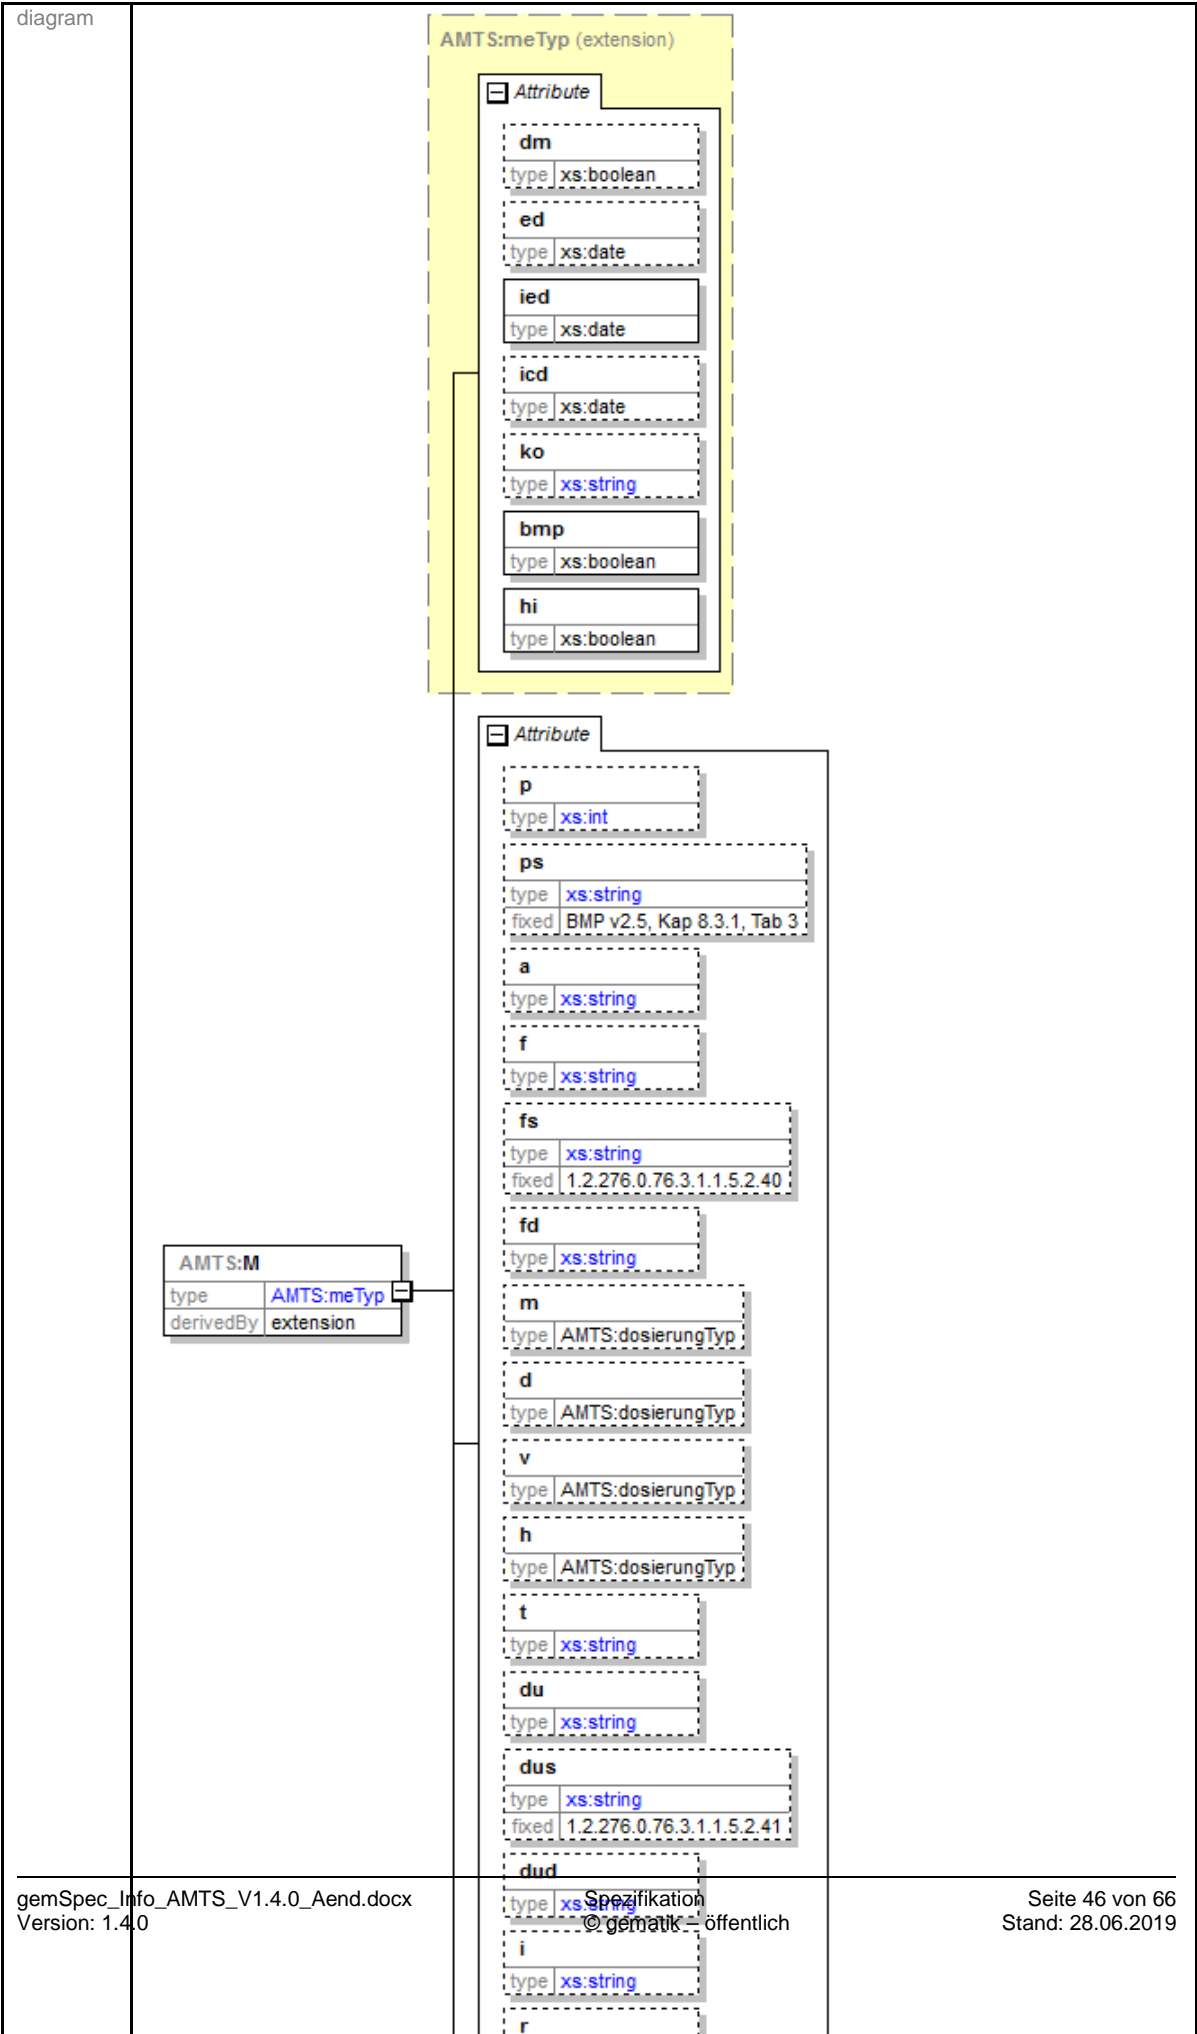 diagram
AMTS:meTyp (extension)
Attribute
dm
type xs:boolean
ed
type xs:date
ied
type xs:date
icd
type xs:date
ko
type xs:string
bmp
type xs:boolean
hi
type xs:boolean
Attribute
p
type xs:int
ps
type xs:string
fixed BMP v2.5, Kap 8.3.1, Tab 3
a
type xs:string
f
type xs:string
fs
type xs:string
fixed 1.2.276.0.76.3.1.1.5.2.40
fd
type xs:string
AMTS:M
type AMTS:meTyp
derivedBy extension
m
type AMTS:dosierungTyp
d
type AMTS:dosierungTyp
v
type AMTS:dosierungTyp
h
type AMTS:dosierungTyp
t
type xs:string
du
type xs:string
dus
type xs:string
fixed 1.2.276.0.76.3.1.1.5.2.41
dud
type xs:string
i
type xs:string
r
gemSpec_Info_AMTS_V1.4.0_Aend.docx Spezifikation Seite 46 von 66
Version: 1.4.0 © gematik – öffentlich Stand: 28.06.2019